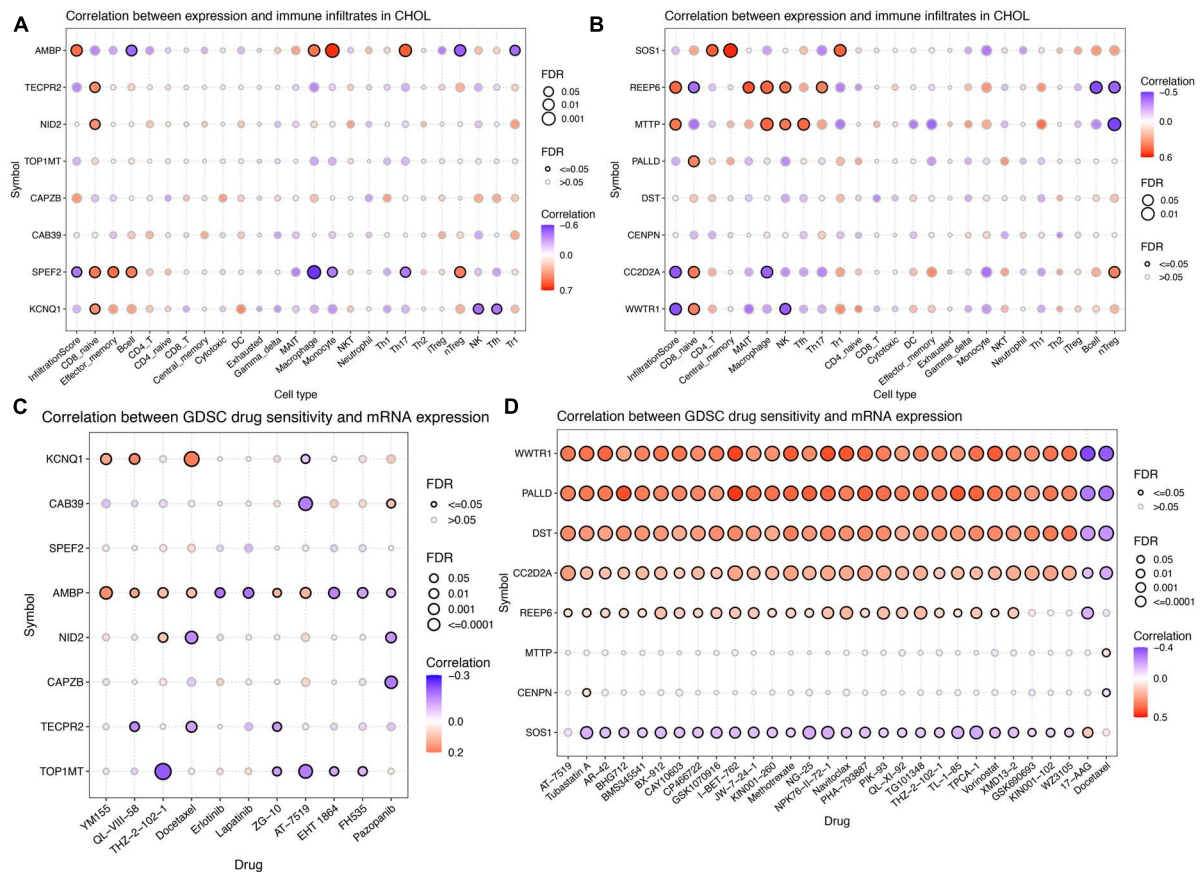 A
Correlation between expression and immune infiltrates in CHOL
Symbol
AMBP
TECPR2
NID2
TOP1MT
CAPZB
CAB39
SPEF2
KCNQ1
InfiltrationScore
CD8_naive
Effector_memory
Bcell
CD4_T
CD4_naive
CD8_T
Central_memory
Cytotoxic
DC
Exhausted
Gamma_delta
MAIT
Macrophage
Monocyte
NKT
Neutrophil
Th1
Th17
Th2
iTreg
nTreg
NK
Tfh
Tr1
Cell type
FDR
0.05
0.01
0.001
FDR
<=0.05
>0.05
Correlation
−0.6
0.0
0.7
B
Correlation between expression and immune infiltrates in CHOL
Symbol
SOS1
REEP6
MTTP
PALLD
DST
CENPN
CC2D2A
WWTR1
InfiltrationScore
CD8_naive
CD4_T
Central_memory
MAIT
Macrophage
NK
Tfh
Th17
Tr1
CD4_naive
CD8_T
Cytotoxic
DC
Effector_memory
Exhausted
Gamma_delta
Monocyte
NKT
Neutrophil
Th1
Th2
iTreg
Bcell
nTreg
Cell type
Correlation
−0.5
0.0
0.6
FDR
0.05
0.01
FDR
<=0.05
>0.05
C
Correlation between GDSC drug sensitivity and mRNA expression
Symbol
KCNQ1
CAB39
SPEF2
AMBP
NID2
CAPZB
TECPR2
TOP1MT
YM155
QL−VIII−58
THZ−2−102−1
Docetaxel
Erlotinib
Lapatinib
ZG−10
AT−7519
EHT 1864
FH535
Pazopanib
Drug
FDR
<=0.05
>0.05
FDR
0.05
0.01
0.001
<=0.0001
Correlation
−0.3
0.0
0.2
D
Correlation between GDSC drug sensitivity and mRNA expression
Symbol
WWTR1
PALLD
DST
CC2D2A
REEP6
MTTP
CENPN
SOS1
AT−7519
Tubastatin A
AR−42
BHG712
BMS345541
BX−912
CAY10603
CP466722
GSK1070916
I−BET−762
JW−7−24−1
KIN001−260
Methotrexate
NG−25
NPK76−II−72−1
Navitoclax
PHA−793887
PIK−93
QL−XI−92
TG101348
THZ−2−102−1
TL−1−85
TPCA−1
Vorinostat
XMD13−2
GSK690693
KIN001−102
WZ3105
17−AAG
Docetaxel
Drug
FDR
<=0.05
>0.05
FDR
0.05
0.01
0.001
<=0.0001
Correlation
−0.4
0.0
0.5